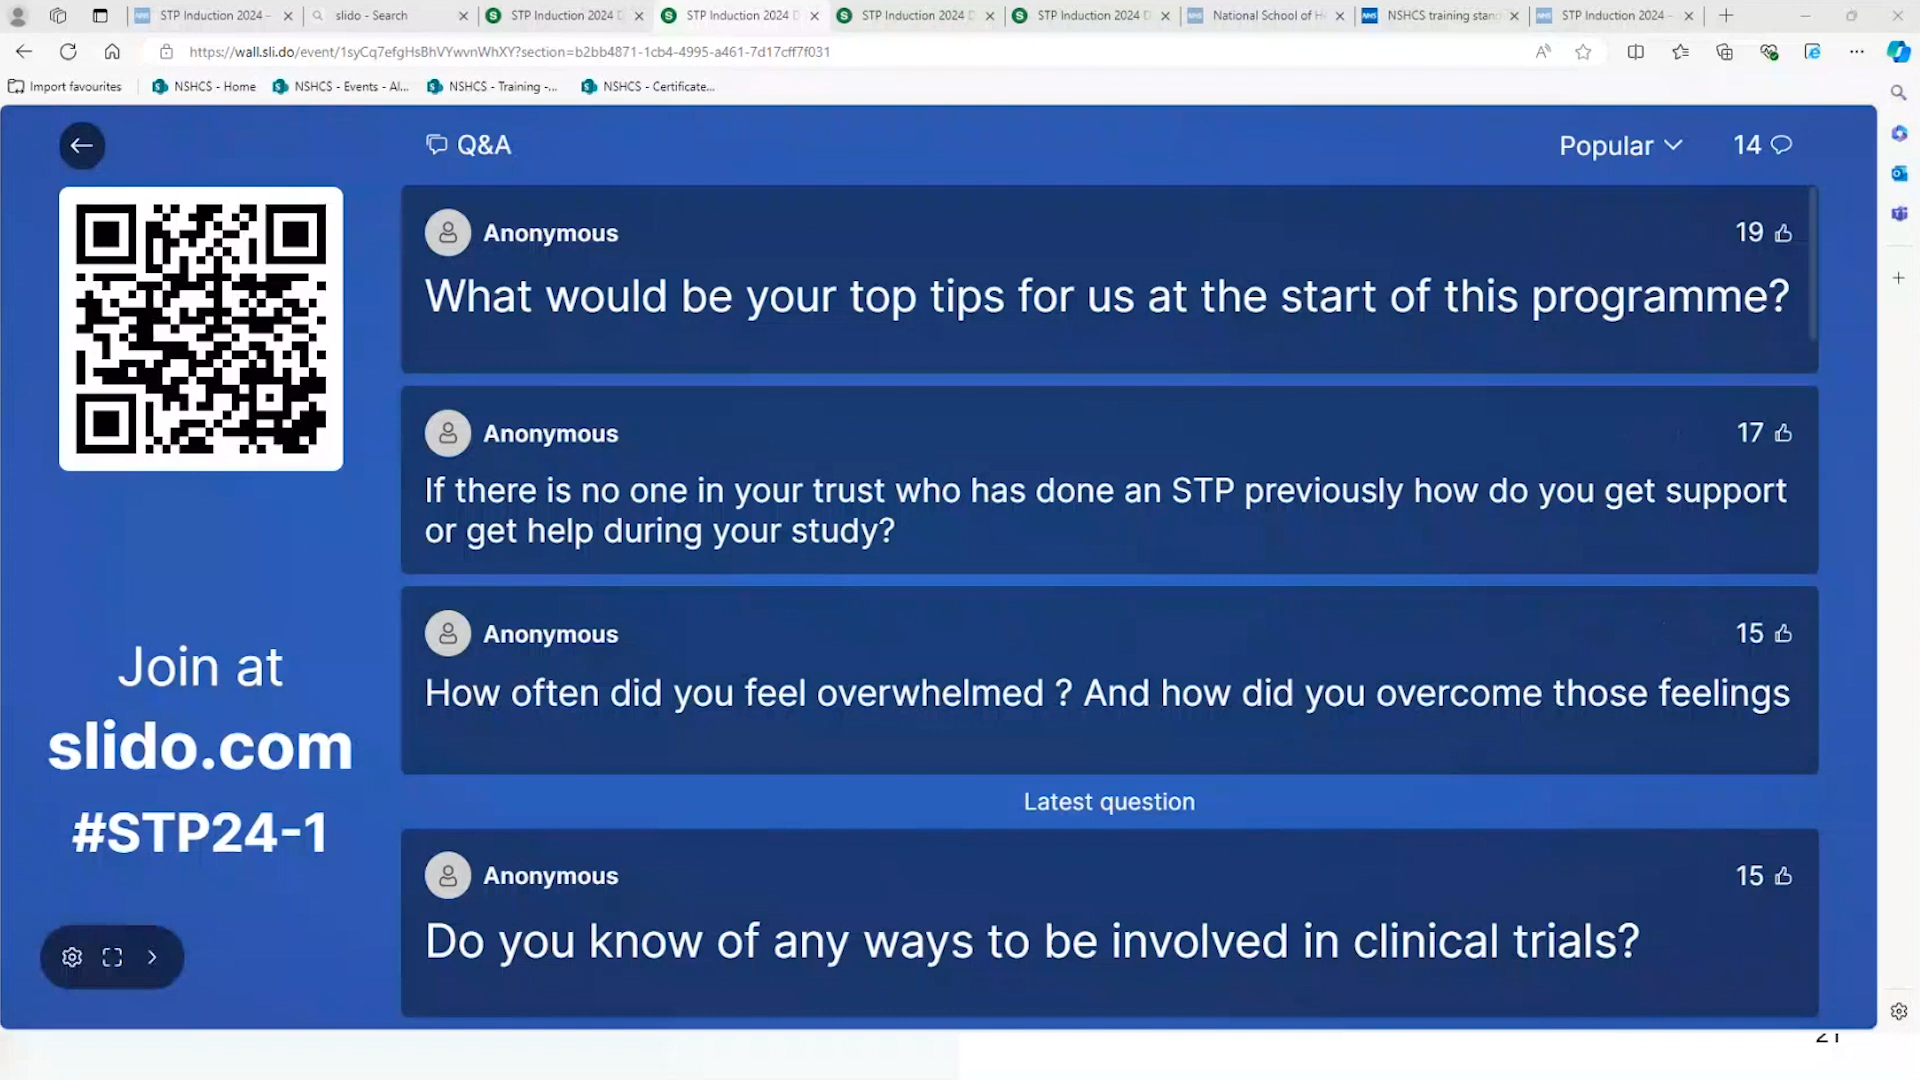 STP Induction 2024 -
slido - Search
STP Induction 2024 D
STP Induction 2024 D
STP Induction 2024 D
STP Induction 2024 D
National School of H
NSHCS training stan
STP Induction 2024 -
https://wall.sli.do/event/1syCq7efgHsBhVYwvnWhXY?section=b2bb4871-1cb4-4995-a461-7d17cff7f031
Import favourites
NSHCS - Home
NSHCS - Events - Al...
NSHCS - Training -...
NSHCS - Certificate...
Q&A
Popular
14
Anonymous
19
What would be your top tips for us at the start of this programme?
Anonymous
17
If there is no one in your trust who has done an STP previously how do you get support
or get help during your study?
Anonymous
15
How often did you feel overwhelmed ? And how did you overcome those feelings
Latest question
Anonymous
15
Do you know of any ways to be involved in clinical trials?
Join at
slido.com
#STP24-1
21